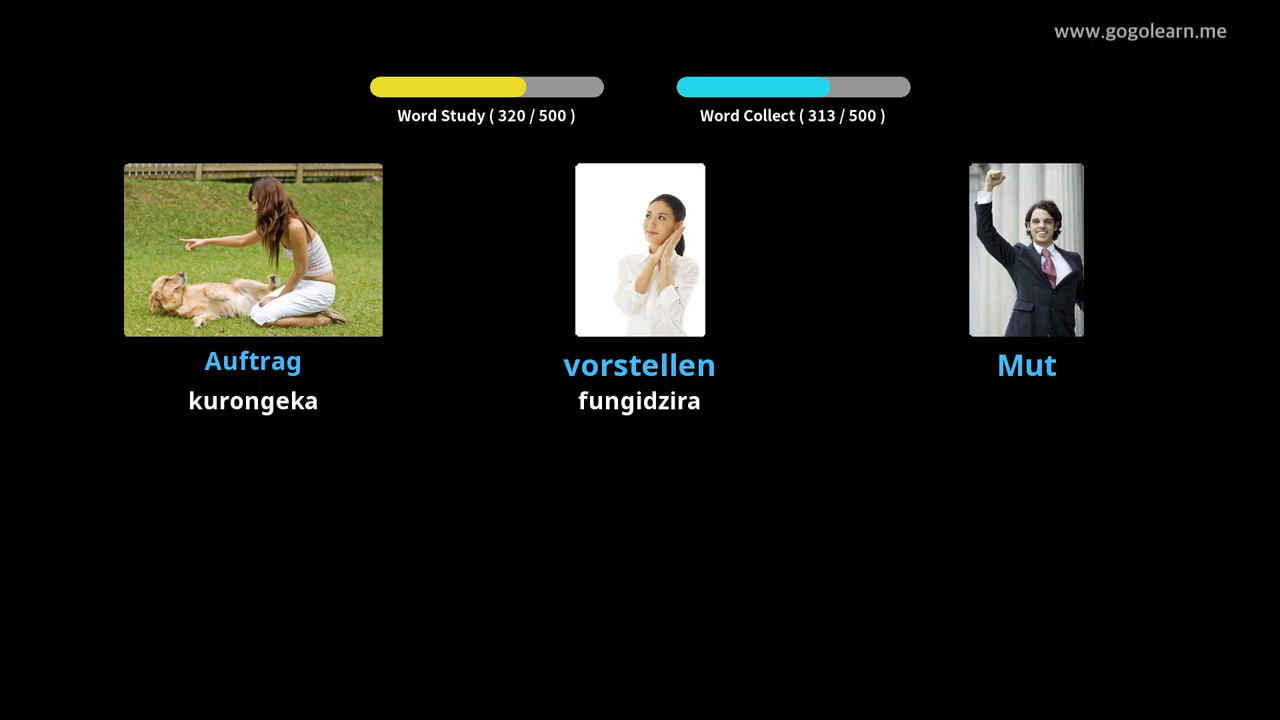 www.gogolearn.me
Word Study ( 320 / 500 )
Word Collect ( 313 / 500 )
Auftrag
kurongeka
vorstellen
fungidzira
Mut